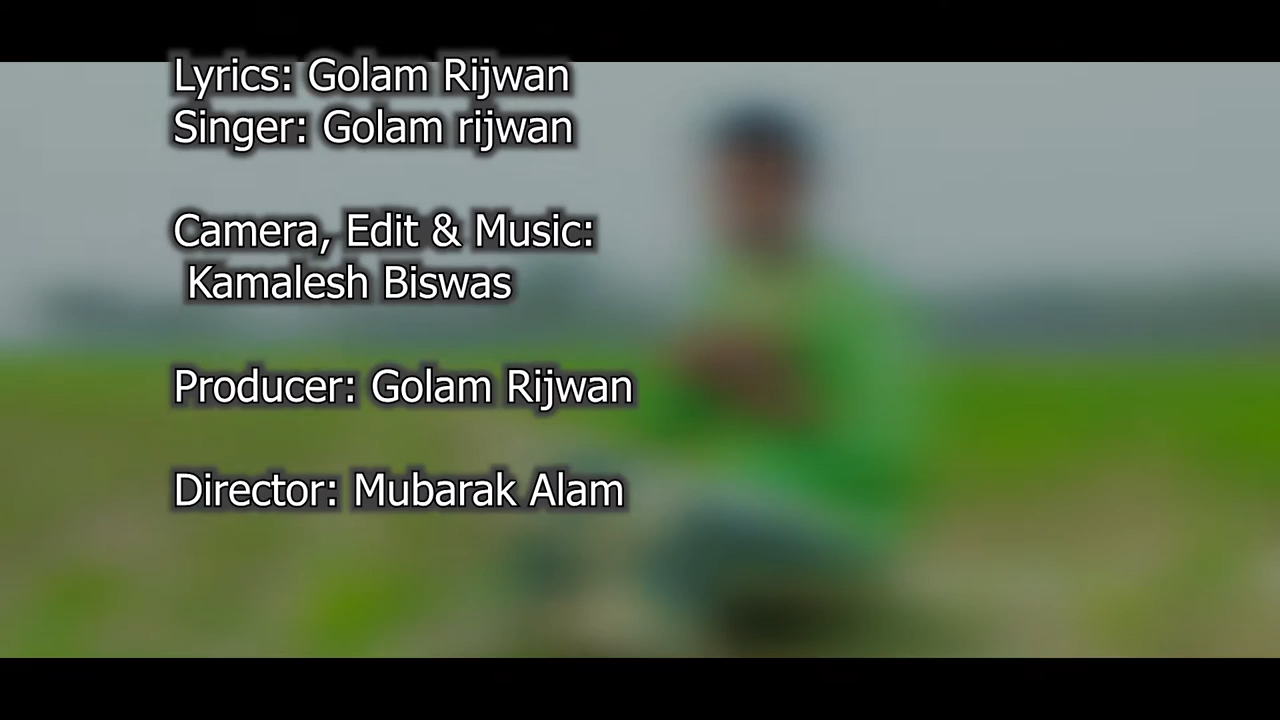 Lyrics: Golam Rijwan
Singer: Golam rijwan
Camera, Edit & Music:
Kamalesh Biswas
Producer: Golam Rijwan
Director: Mubarak Alam